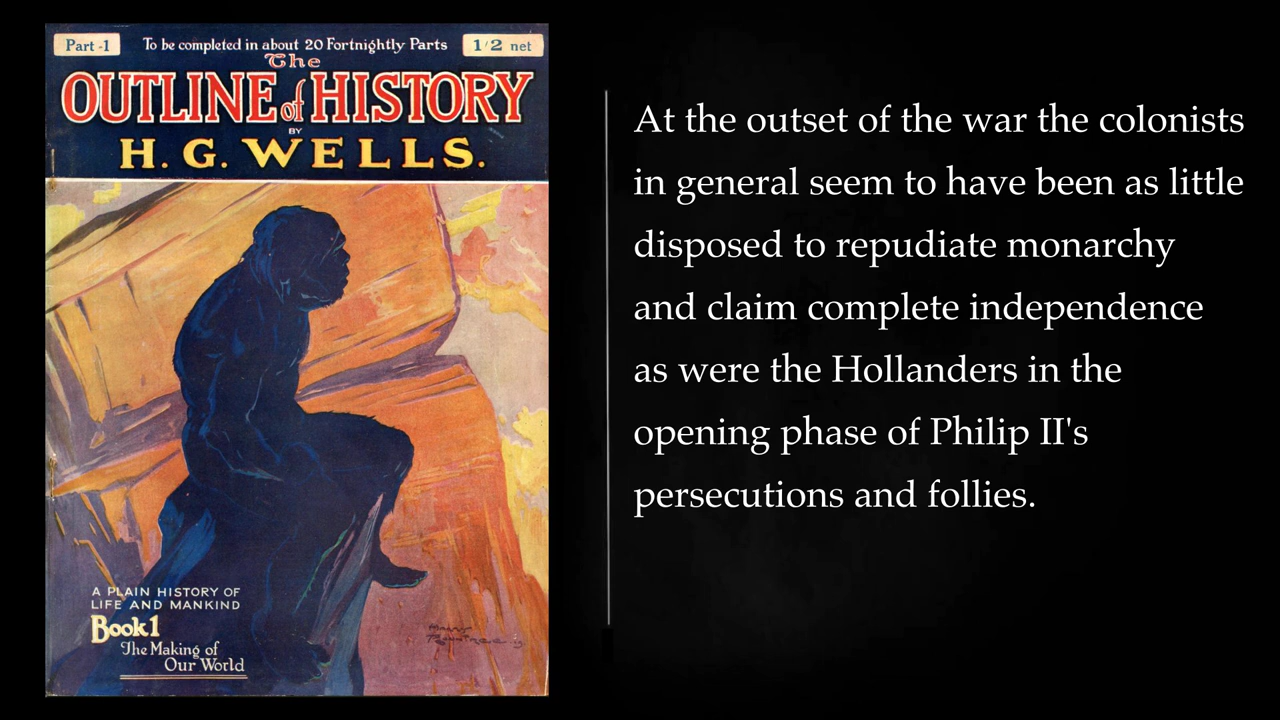 Part -1
To be completed in about 20 Fortnightly Parts
1/2 net
The
OUTLINE of HISTORY
BY
H. G. WELLS.
A PLAIN HISTORY OF
LIFE AND MANKIND
Book 1
The Making of
Our World
At the outset of the war the colonists
in general seem to have been as little
disposed to repudiate monarchy
and claim complete independence
as were the Hollanders in the
opening phase of Philip II's
persecutions and follies.